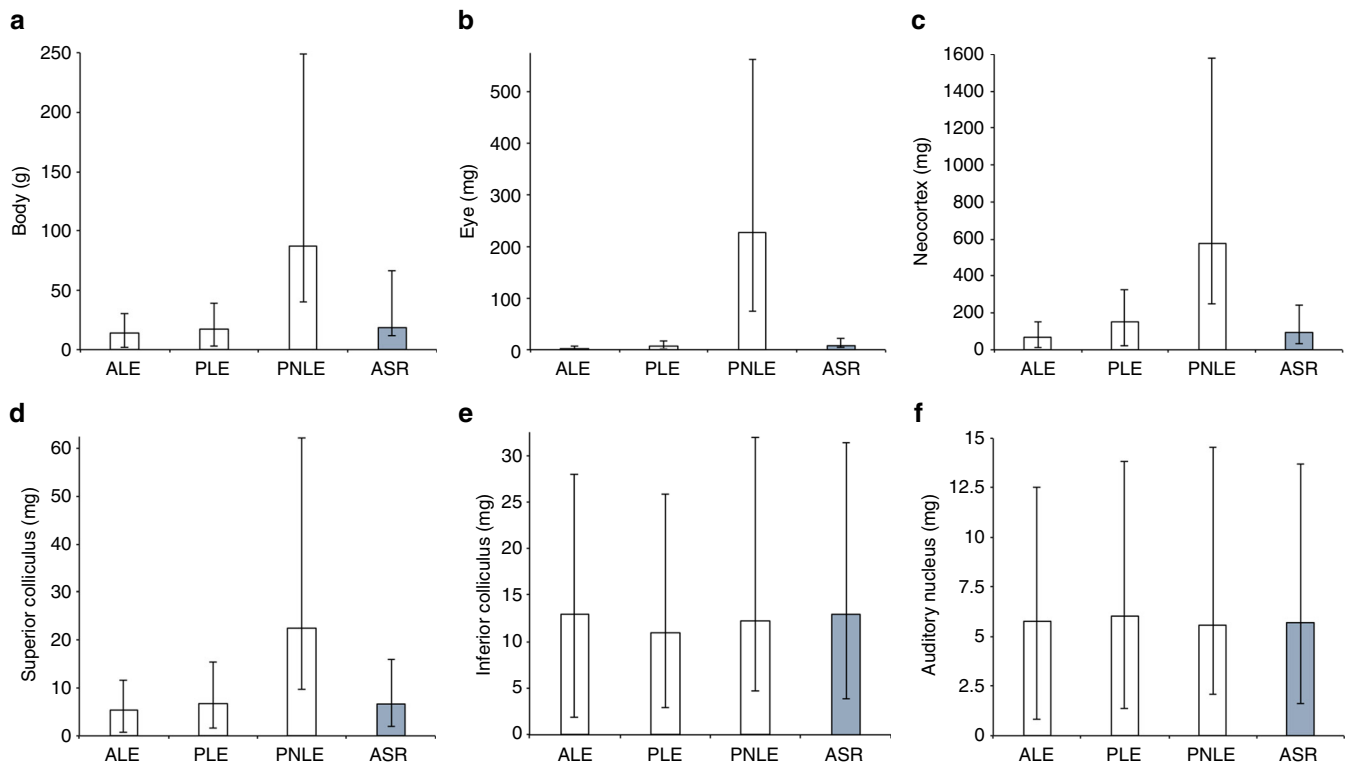 a
250
200
150
100
50
0
Body (g)
ALE PLE PNLE ASR
b
500
400
300
200
100
0
Eye (mg)
ALE PLE PNLE ASR
c
1600
1400
1200
1000
800
600
400
200
0
Neocortex (mg)
ALE PLE PNLE ASR
d
60
50
40
30
20
10
0
Superior colliculus (mg)
ALE PLE PNLE ASR
e
30
25
20
15
10
5
0
Inferior colliculus (mg)
ALE PLE PNLE ASR
f
15
12.5
10
7.5
5
2.5
0
Auditory nucleus (mg)
ALE PLE PNLE ASR